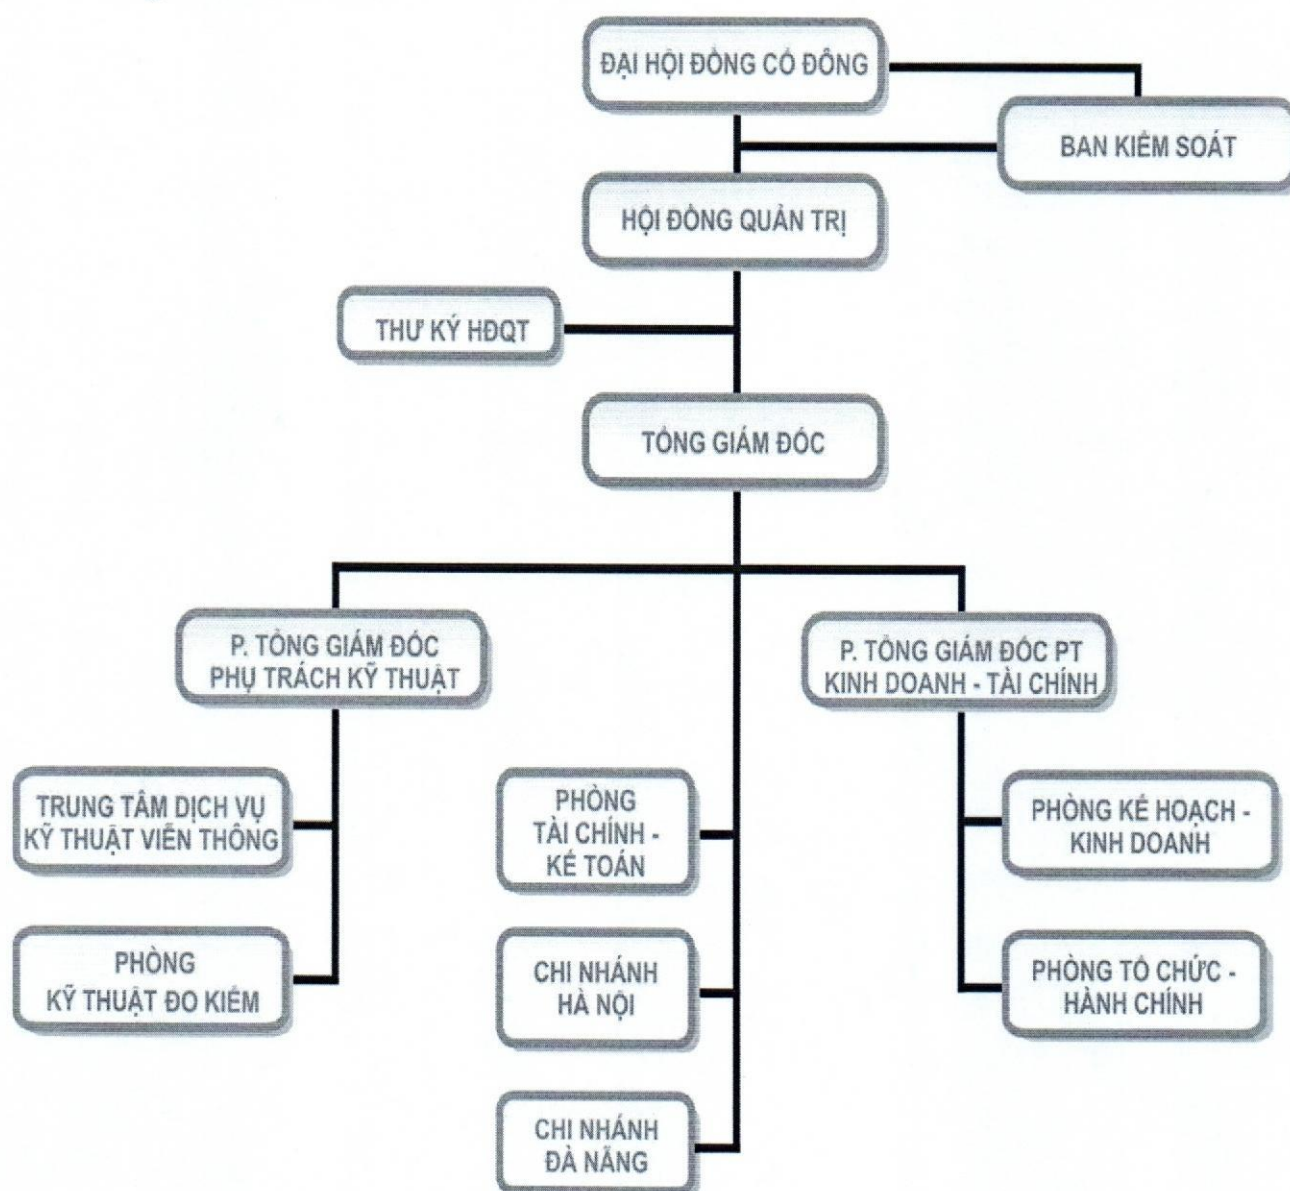 ĐẠI HỘI ĐỒNG CỔ ĐÔNG
BAN KIỂM SOÁT
HỘI ĐỒNG QUẢN TRỊ
THƯ KÝ HĐQT
TỔNG GIÁM ĐỐC
P. TỔNG GIÁM ĐỐC
PHỤ TRÁCH KỸ THUẬT
P. TỔNG GIÁM ĐỐC PT
KINH DOANH - TÀI CHÍNH
TRUNG TÂM DỊCH VỤ
KỸ THUẬT VIỄN THÔNG
PHÒNG
TÀI CHÍNH -
KẾ TOÁN
PHÒNG KẾ HOẠCH -
KINH DOANH
PHÒNG
KỸ THUẬT ĐO KIỂM
CHI NHÁNH
HÀ NỘI
PHÒNG TỔ CHỨC -
HÀNH CHÍNH
CHI NHÁNH
ĐÀ NẴNG